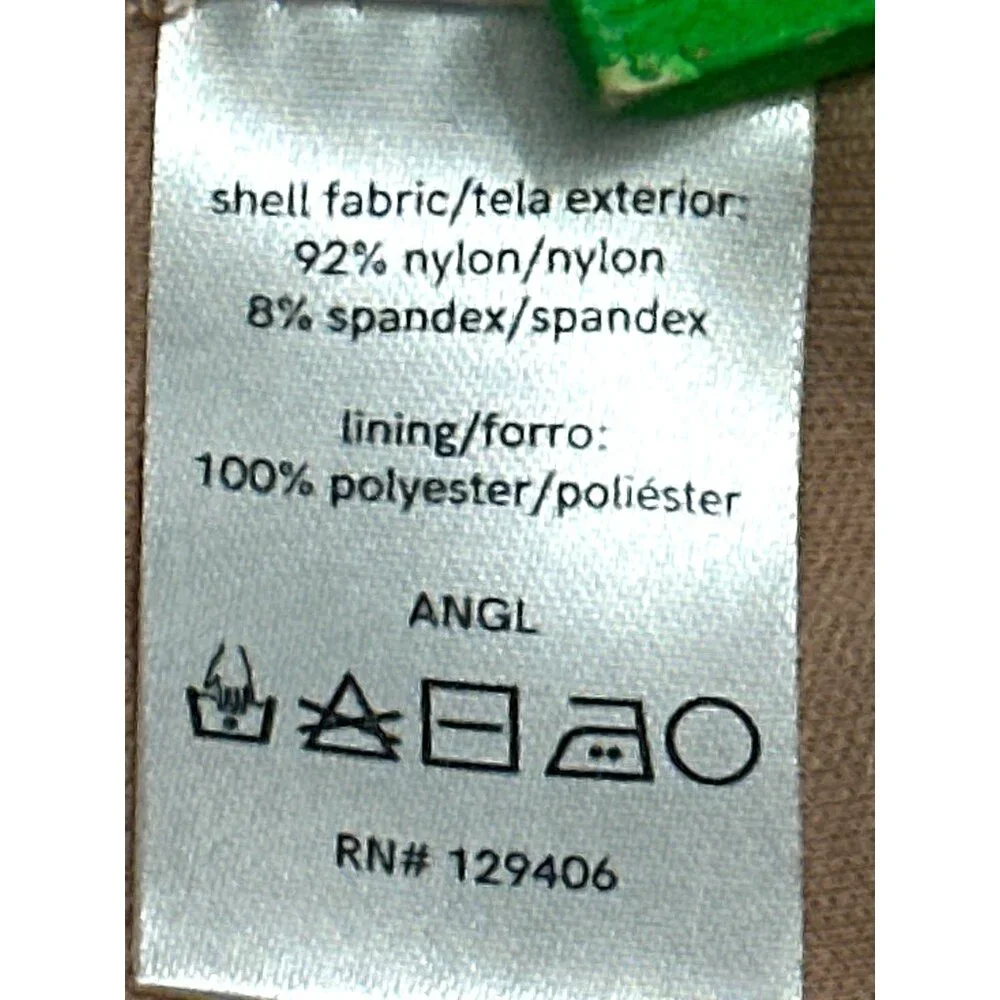 shell fabric/tela exterior:
92% nylon/nylon
8% spandex/spandex
lining/forro:
100% polyester/poliéster
ANGL
RN# 129406